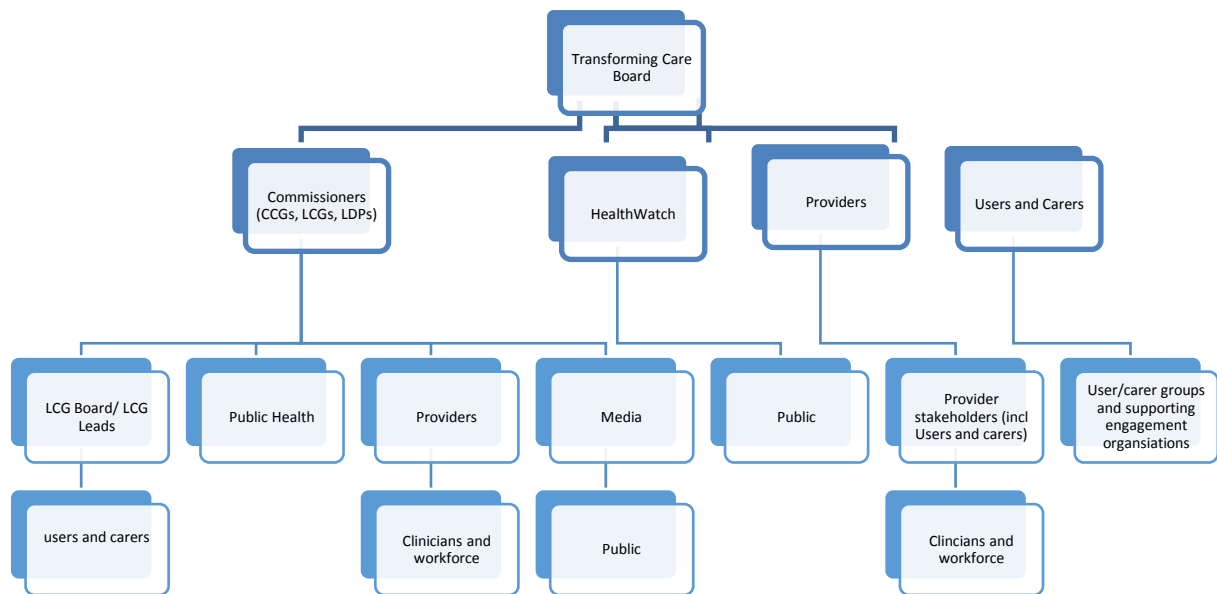 Transforming Care
Board
Commissioners
(CCGs, LCGs, LDPs)
HealthWatch
Providers
Users and Carers
LCG Board/ LCG
Leads
Public Health
Providers
Media
Public
Provider
stakeholders (incl
Users and carers)
User/carer groups
and supporting
engagement
organsiations
users and carers
Clinicians and
workforce
Public
Clincians and
workforce